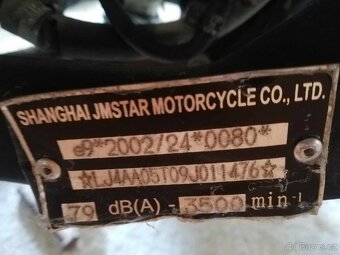 SHANGHAI JMSTAR MOTORCYCLE CO., LTD.
e9*2002/24*0080*
☆LJ4AA05T09J011476☆
79 dB(A) - 3500 min-1